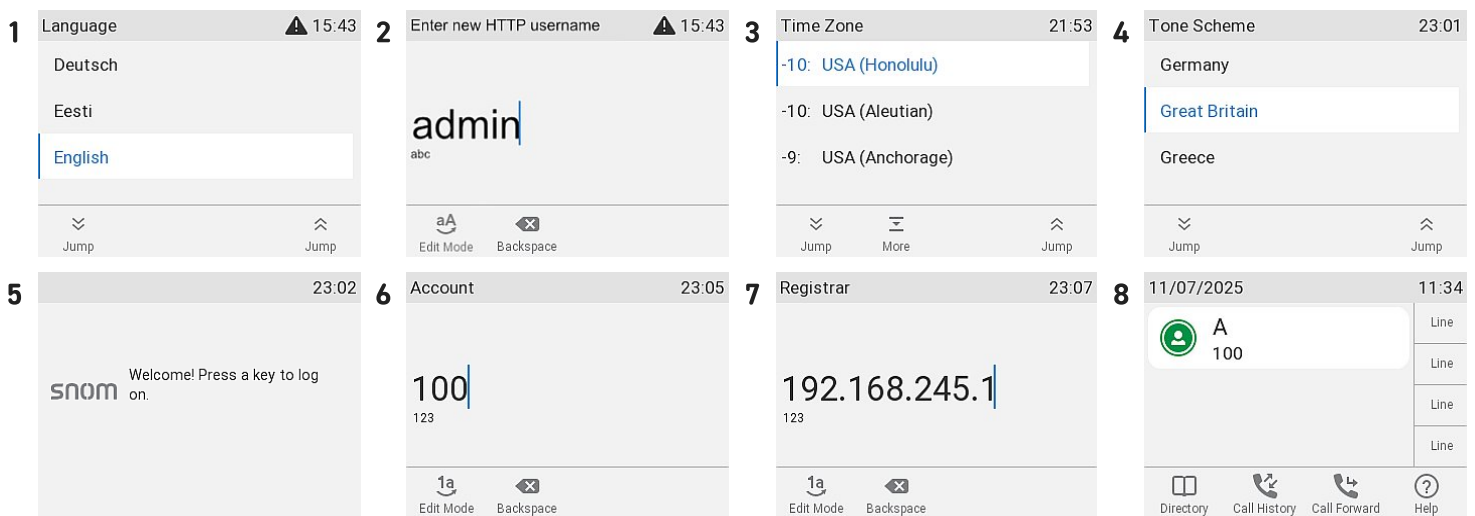 1
Language 15:43
Deutsch
Eesti
English
Jump Jump
2
Enter new HTTP username 15:43
admin
abc
aA
Edit Mode Backspace
3
Time Zone 21:53
-10: USA (Honolulu)
-10: USA (Aleutian)
-9: USA (Anchorage)
Jump More Jump
4
Tone Scheme 23:01
Germany
Great Britain
Greece
Jump Jump
5
23:02
snom
Welcome! Press a key to log
on.
6
Account 23:05
100
123
1a
Edit Mode Backspace
7
Registrar 23:07
192.168.245.1
123
1a
Edit Mode Backspace
8
11/07/2025 11:34
A
100
Line
Line
Line
Line
Directory Call History Call Forward Help